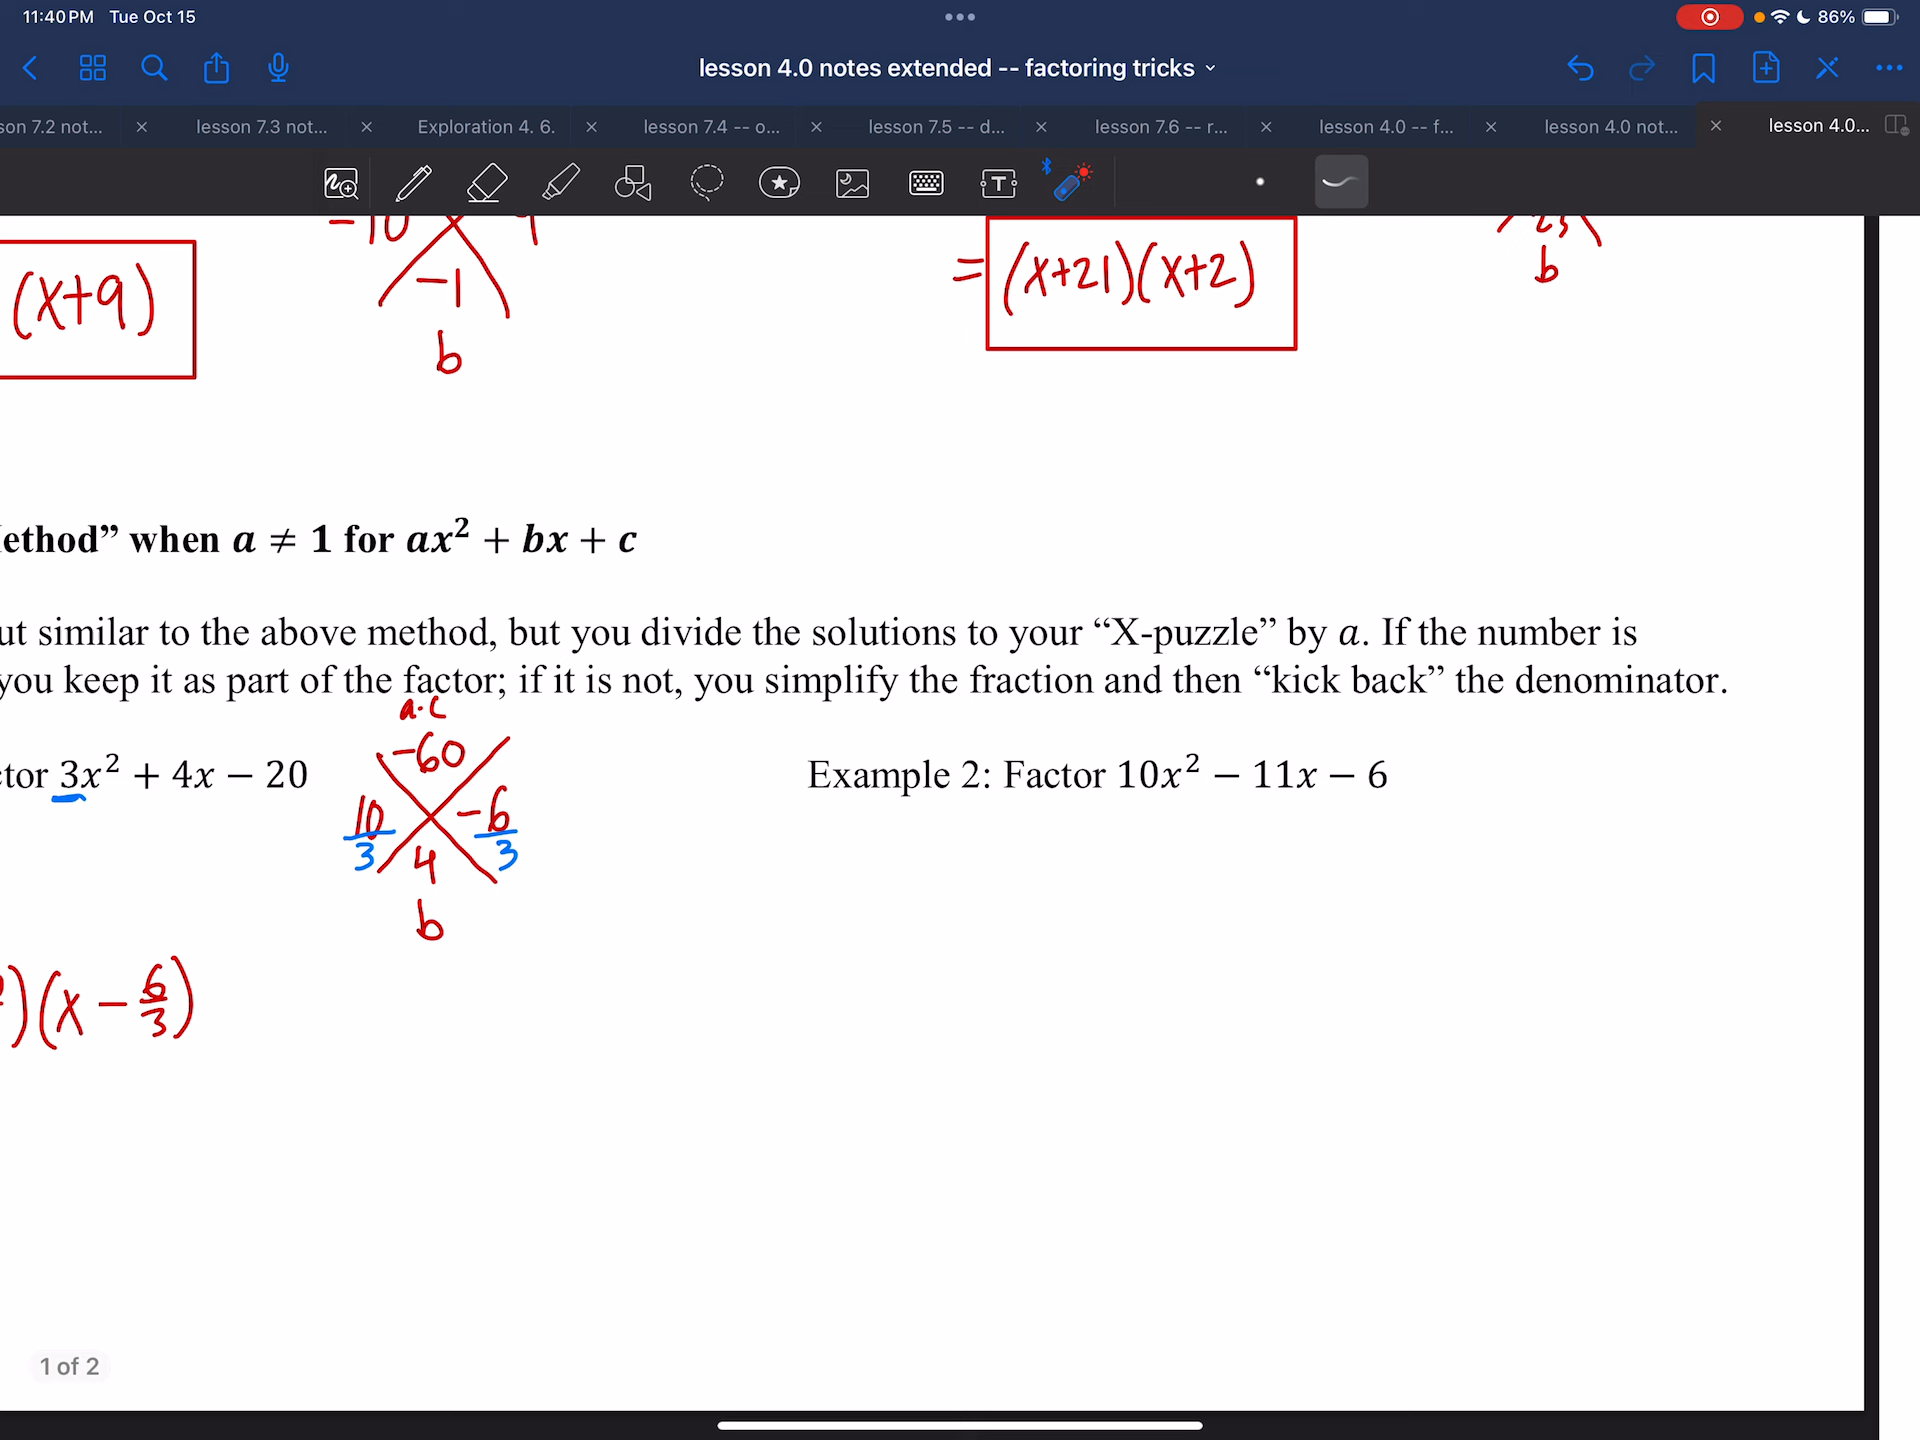 11:40 PM Tue Oct 15
86%
lesson 4.0 notes extended -- factoring tricks
son 7.2 not...
lesson 7.3 not...
Exploration 4. 6.
lesson 7.4 -- o...
lesson 7.5 -- d...
lesson 7.6 -- r...
lesson 4.0 -- f...
lesson 4.0 not...
lesson 4.0...
-10
-1
b
(x+9)
= (x+21)(x+2)
23
b
ethod” when a ≠ 1 for ax² + bx + c
ut similar to the above method, but you divide the solutions to your “X-puzzle” by a. If the number is
you keep it as part of the factor; if it is not, you simplify the fraction and then “kick back” the denominator.
a·c
-60
ctor 3x² + 4x − 20
10/3
-6/3
4
b
Example 2: Factor 10x² − 11x − 6
)(x - 6/3)
1 of 2